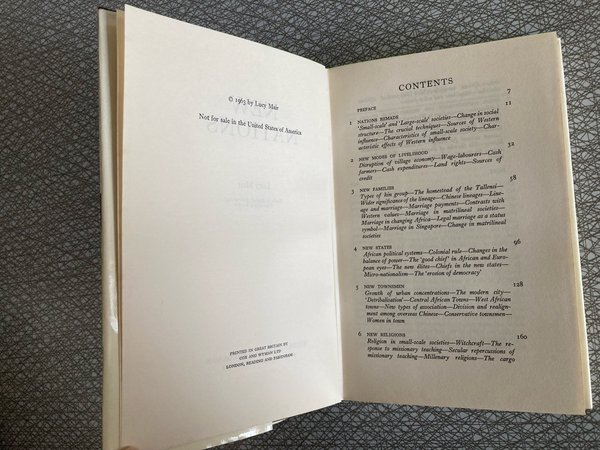 © 1963 by Lucy Mair
Not for sale in the United States of America
PRINTED IN GREAT BRITAIN BY
COX AND WYMAN LTD
LONDON, READING AND FAKENHAM
CONTENTS
PREFACE 7
1 NATIONS REMADE 11
'Small-scale' and 'Large-scale' societies—Change in social
structure—The crucial techniques—Sources of Western
influence—Characteristics of small-scale society—Char-
acteristic effects of Western influence
2 NEW MODES OF LIVELIHOOD 32
Disruption of village economy—Wage-labourers—Cash
farmers—Cash expenditures—Land rights—Sources of
credit
3 NEW FAMILIES 58
Types of kin group—The homestead of the Tallensi—
Wider significance of the lineage—Chinese lineages—Line-
age and marriage—Marriage payments—Contrasts with
Western values—Marriage in matrilineal societies—
Marriage in changing Africa—Legal marriage as a status
symbol—Marriage in Singapore—Change in matrilineal
societies
4 NEW STATES 96
African political systems—Colonial rule—Changes in the
balance of power—The 'good chief' in African and Euro-
pean eyes—The new élites—Chiefs in the new states—
Micro-nationalism—The 'erosion of democracy'
5 NEW TOWNSMEN 128
Growth of urban concentrations—The modern city—
'Detribalization'—Central African Towns—West African
towns—New types of association—Division and realign-
ment among overseas Chinese—Conservative townsmen—
Women in town
6 NEW RELIGIONS 160
Religion in small-scale societies—Witchcraft—The re-
sponse to missionary teaching—Secular repercussions of
missionary teaching—Millenary religions—The cargo